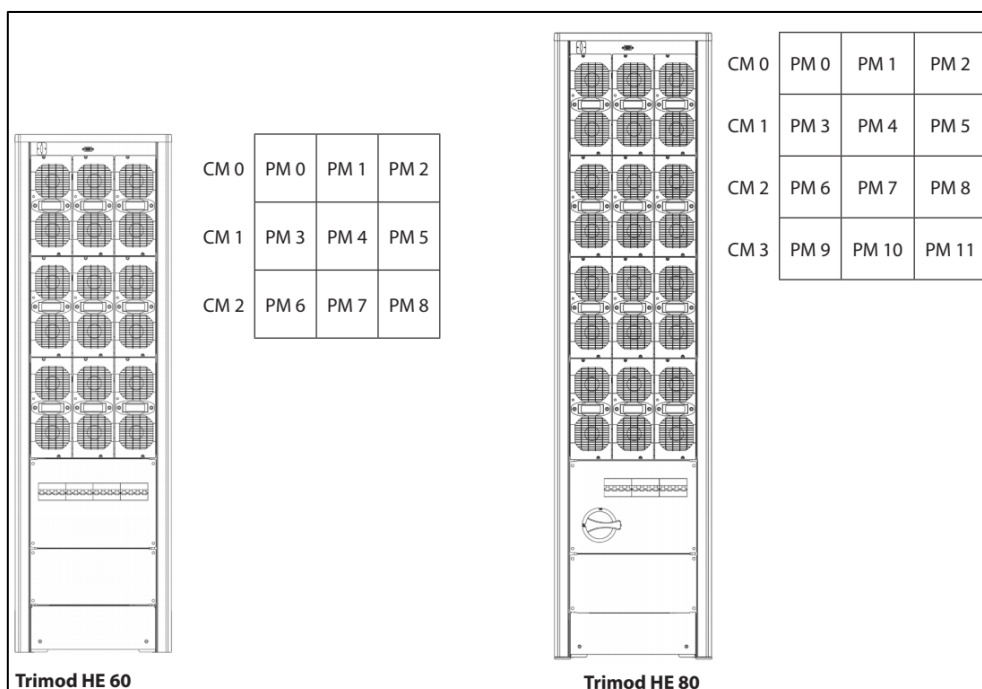 CM 0 PM 0 PM 1 PM 2
CM 1 PM 3 PM 4 PM 5
CM 2 PM 6 PM 7 PM 8
Trimod HE 60
CM 0 PM 0 PM 1 PM 2
CM 1 PM 3 PM 4 PM 5
CM 2 PM 6 PM 7 PM 8
CM 3 PM 9 PM 10 PM 11
Trimod HE 80